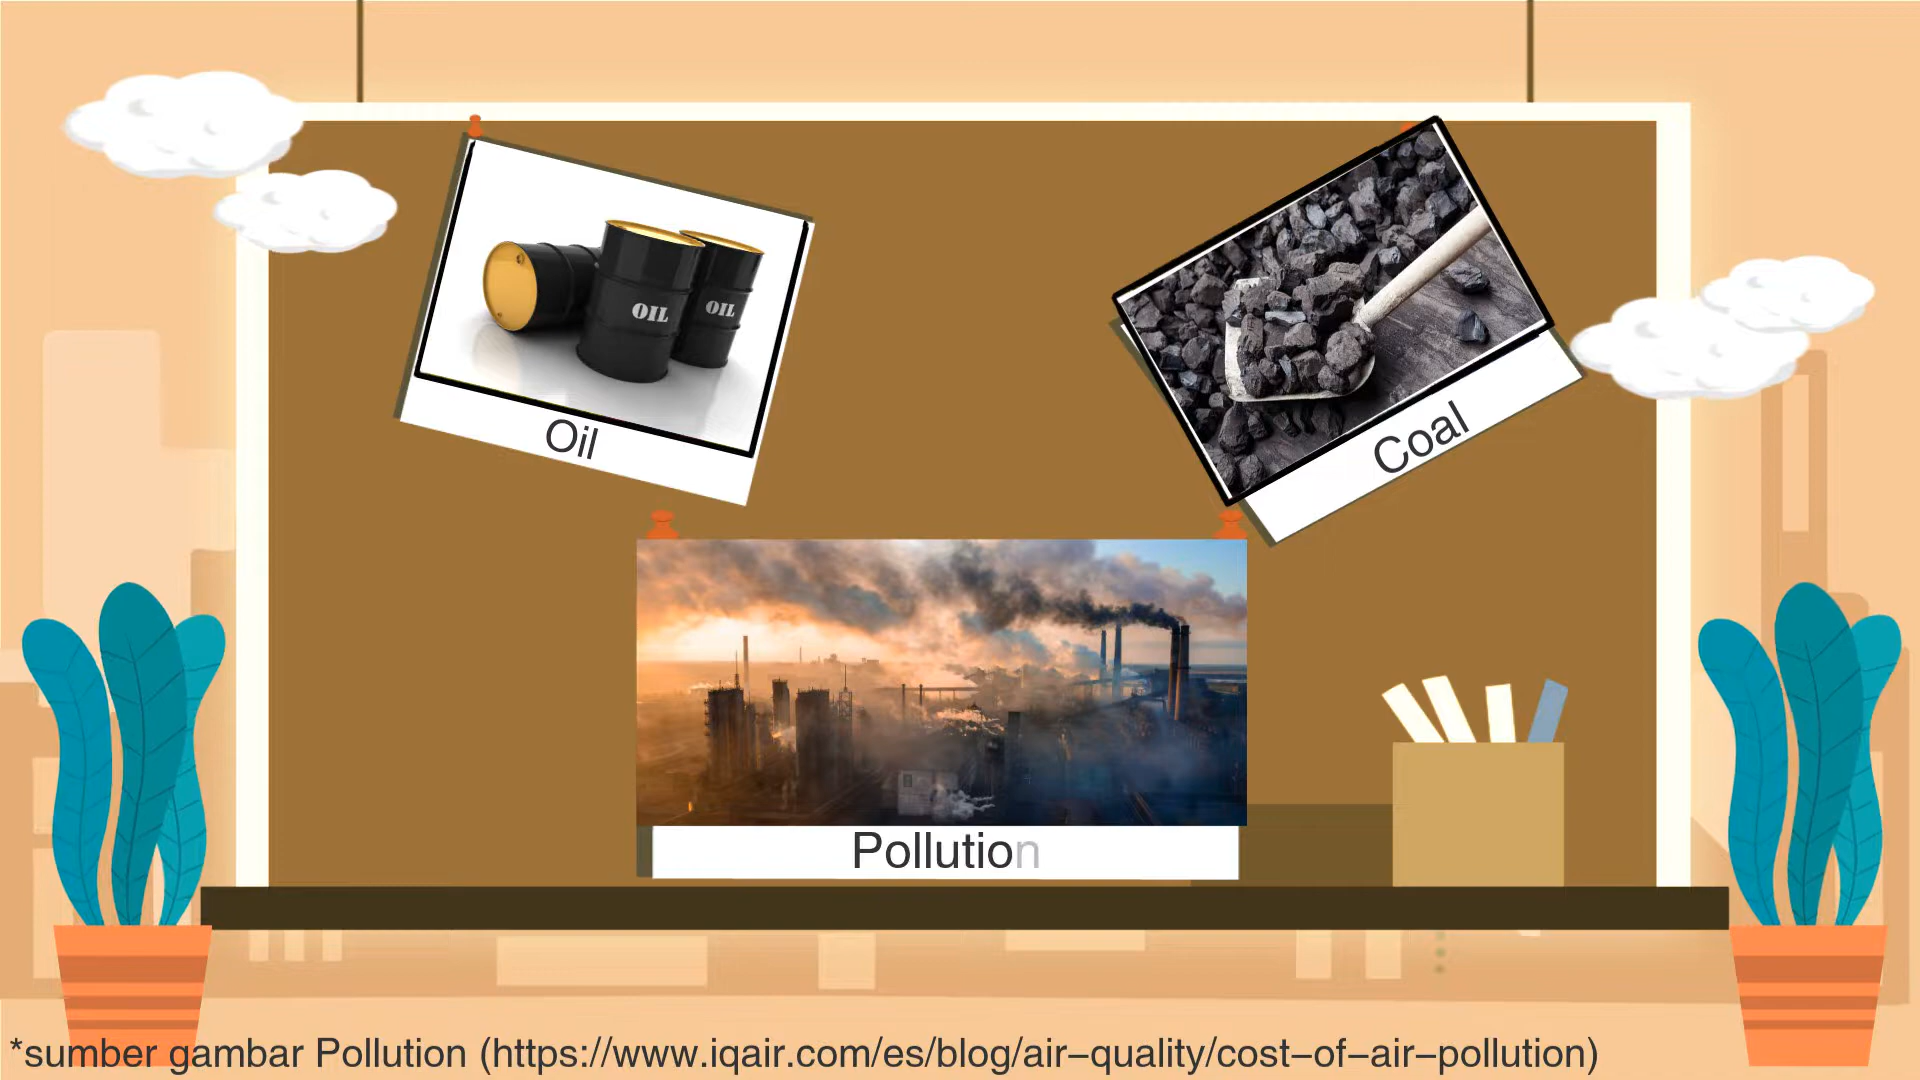 OIL
OIL
Oil
Coal
Pollution
*sumber gambar Pollution (https://www.iqair.com/es/blog/air-quality/cost-of-air-pollution)